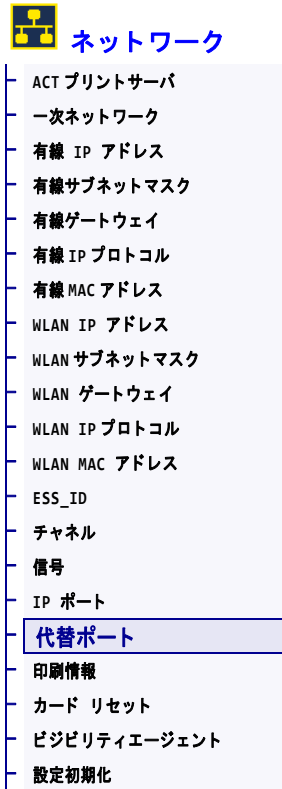 ネットワーク
ACT プリントサーバ
一次ネットワーク
有線 IP アドレス
有線サブネットマスク
有線ゲートウェイ
有線 IP プロトコル
有線 MAC アドレス
WLAN IP アドレス
WLAN サブネットマスク
WLAN ゲートウェイ
WLAN IP プロトコル
WLAN MAC アドレス
ESS_ID
チャネル
信号
IP ポート
代替ポート
印刷情報
カード リセット
ビジビリティエージェント
設定初期化